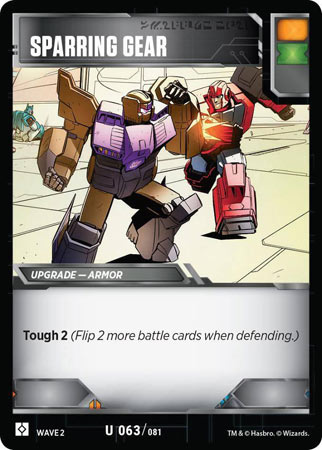 SPARRING GEAR
UPGRADE — ARMOR
Tough 2 (Flip 2 more battle cards when defending.)
WAVE 2 U 063/081 TM & © Hasbro. © Wizards.